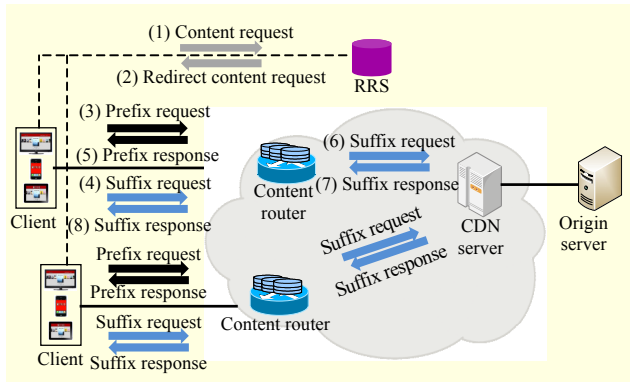 (1) Content request
(2) Redirect content request
RRS
(3) Prefix request
(5) Prefix response
(4) Suffix request
(8) Suffix response
Client
Content
router
(6) Suffix request
(7) Suffix response
CDN
server
Origin
server
Suffix request
Suffix response
Prefix request
Prefix response
Content router
Suffix request
Suffix response
Client